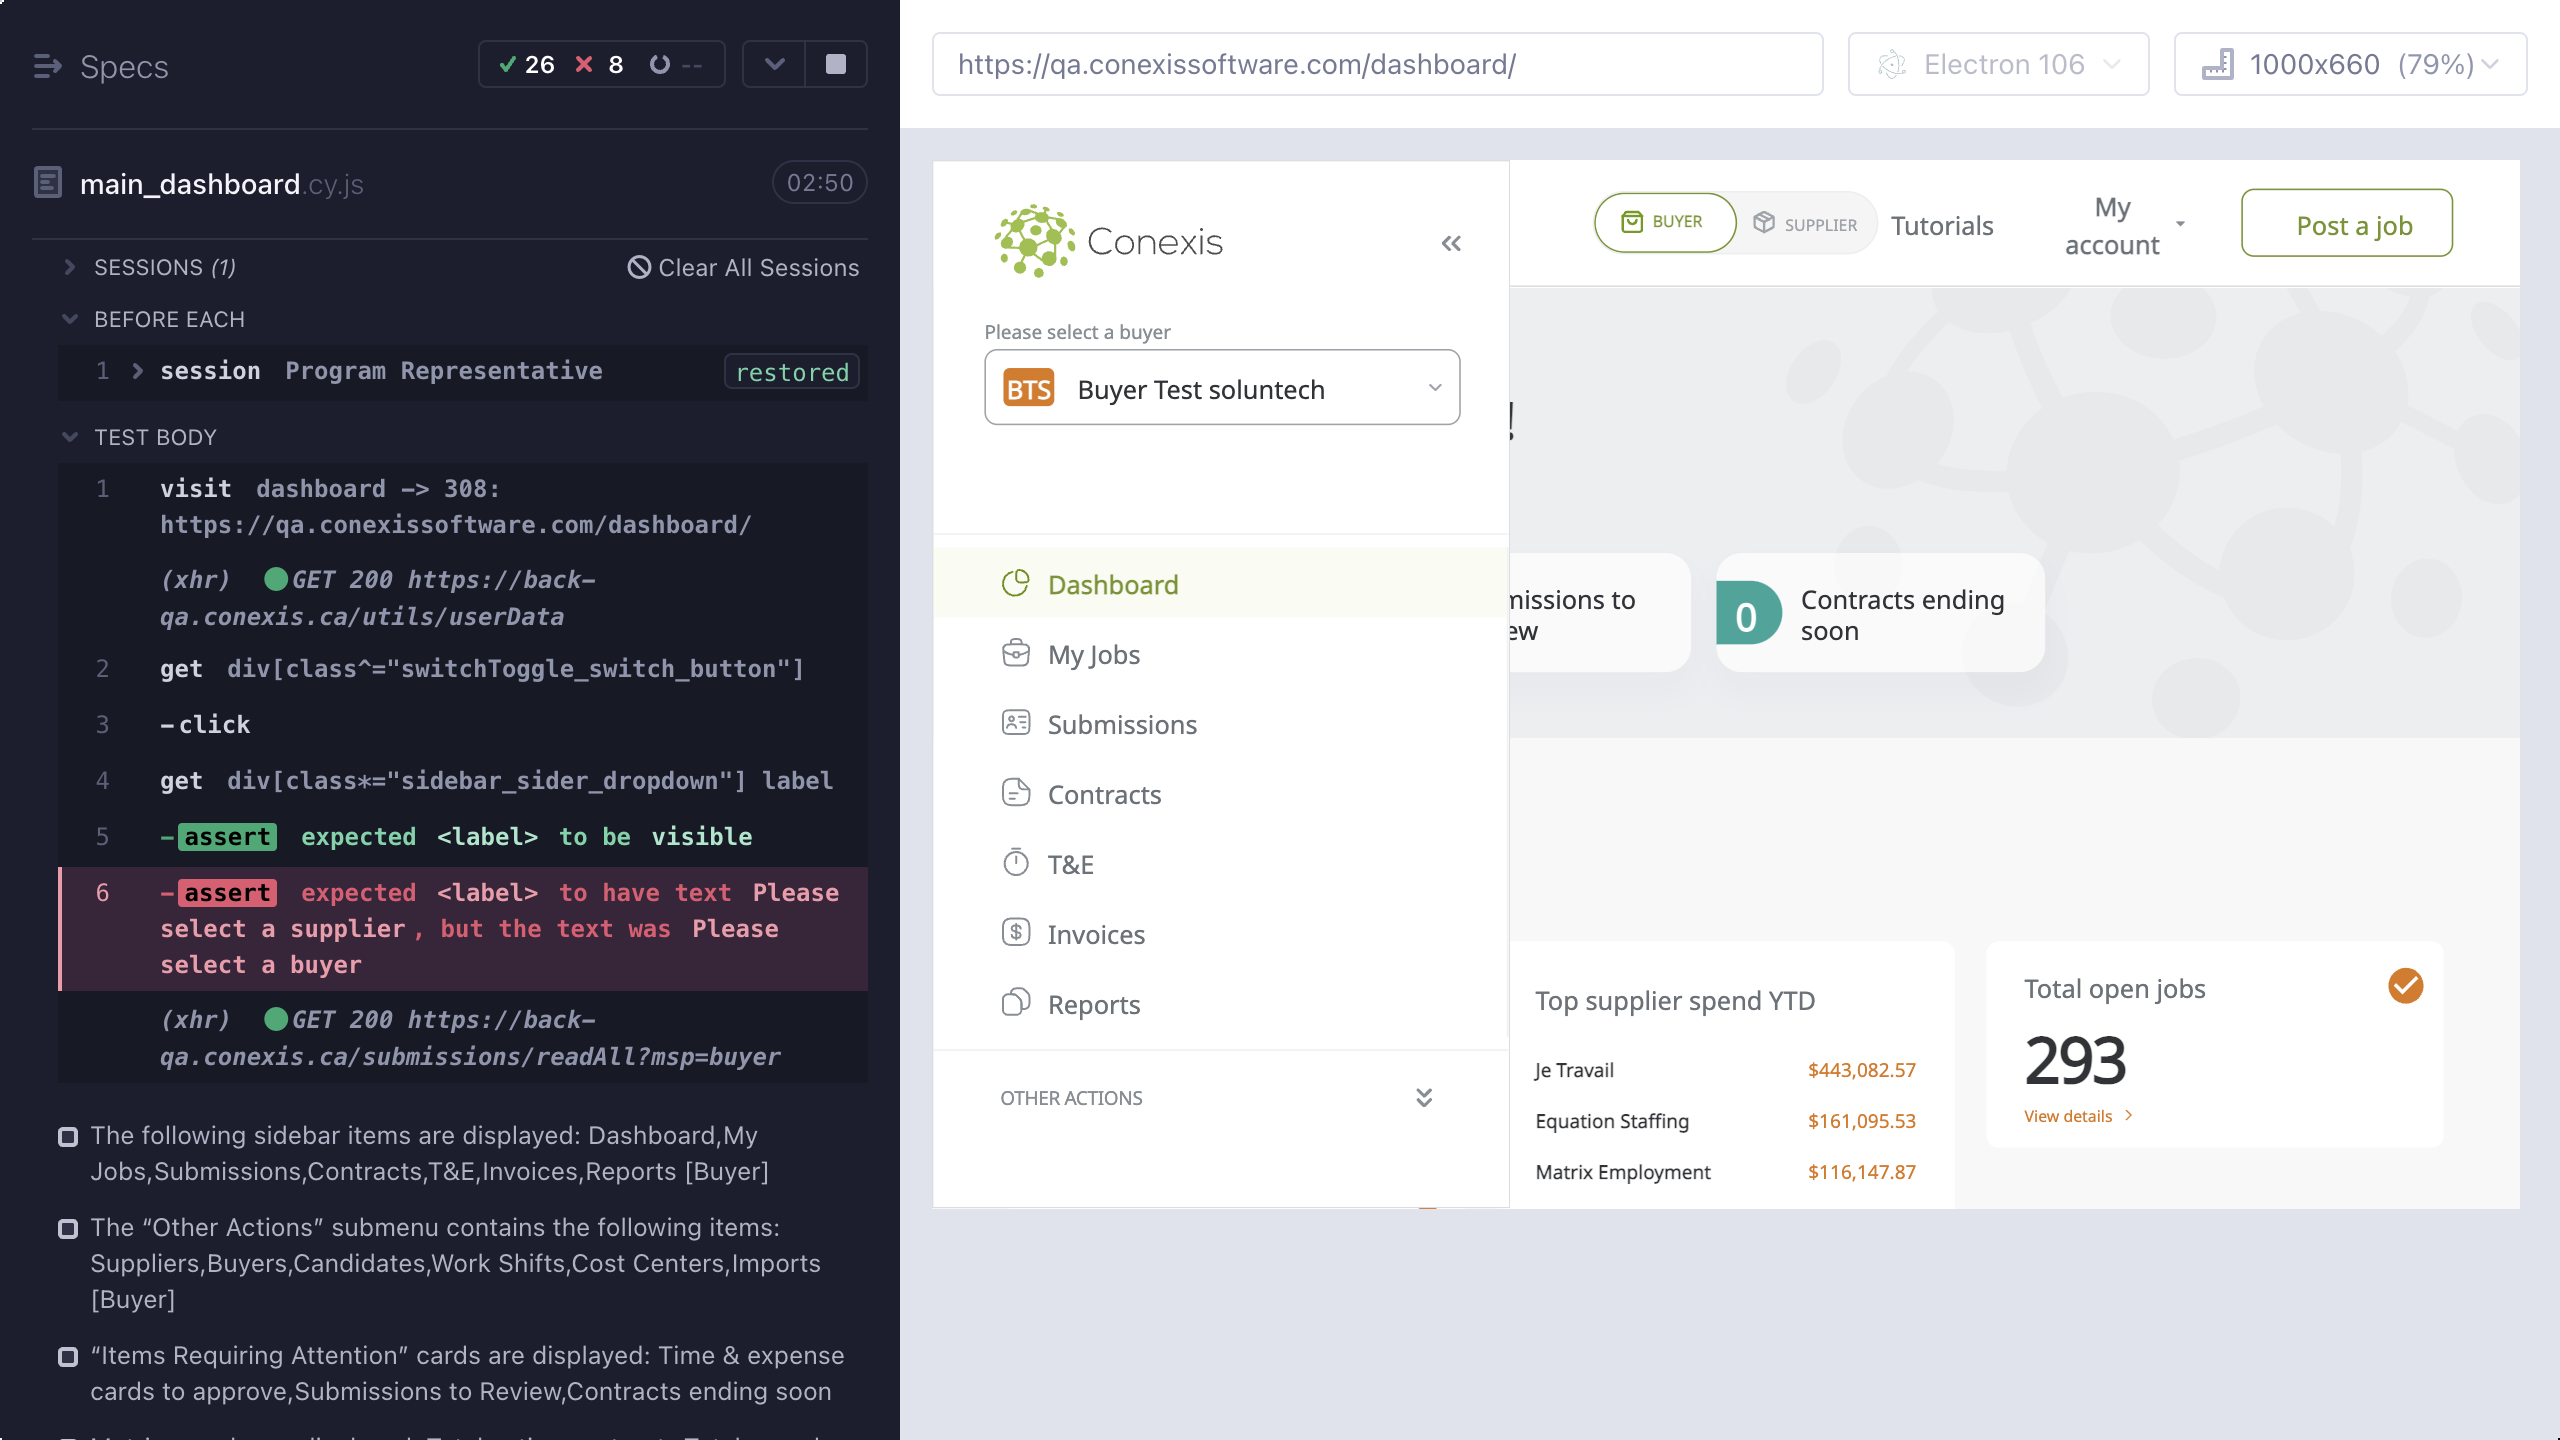 Specs
26 8 --
main_dashboard.cy.js 02:50
SESSIONS (1) Clear All Sessions
BEFORE EACH
1 session Program Representative restored
TEST BODY
1 visit dashboard -> 308:
https://qa.conexissoftware.com/dashboard/
(xhr) GET 200 https://back-
qa.conexis.ca/utils/userData
2 get div[class^="switchToggle_switch_button"]
3 -click
4 get div[class*="sidebar_sider_dropdown"] label
5 -assert expected <label> to be visible
6 -assert expected <label> to have text Please
select a supplier, but the text was Please
select a buyer
(xhr) GET 200 https://back-
qa.conexis.ca/submissions/readAll?msp=buyer
The following sidebar items are displayed: Dashboard,My
Jobs,Submissions,Contracts,T&E,Invoices,Reports [Buyer]
The “Other Actions” submenu contains the following items:
Suppliers,Buyers,Candidates,Work Shifts,Cost Centers,Imports
[Buyer]
“Items Requiring Attention” cards are displayed: Time & expense
cards to approve,Submissions to Review,Contracts ending soon
https://qa.conexissoftware.com/dashboard/
Electron 106
1000x660 (79%)
Conexis
Please select a buyer
BTS Buyer Test soluntech
Dashboard
My Jobs
Submissions
Contracts
T&E
Invoices
Reports
OTHER ACTIONS
BUYER
SUPPLIER
Tutorials
My
account
Post a job
!
missions to
ew
0
Contracts ending
soon
Top supplier spend YTD
Je Travail $443,082.57
Equation Staffing $161,095.53
Matrix Employment $116,147.87
Total open jobs
293
View details